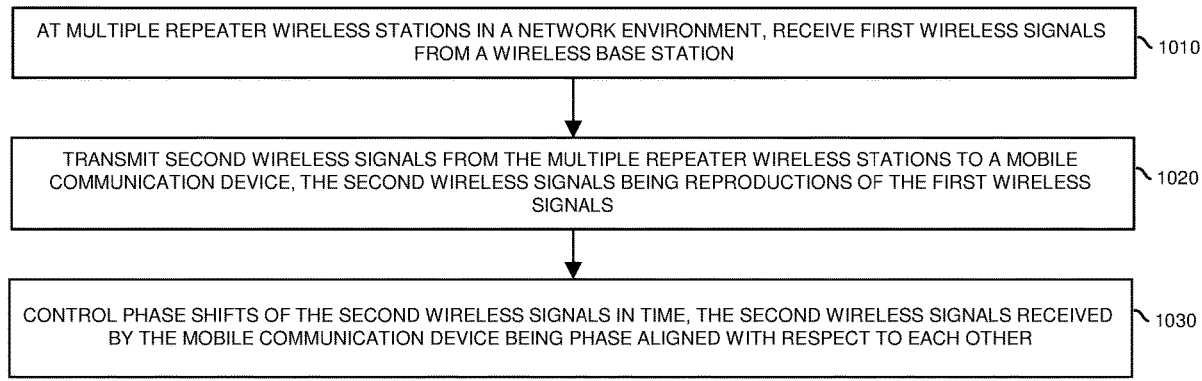 AT MULTIPLE REPEATER WIRELESS STATIONS IN A NETWORK ENVIRONMENT, RECEIVE FIRST WIRELESS SIGNALS
FROM A WIRELESS BASE STATION
1010
TRANSMIT SECOND WIRELESS SIGNALS FROM THE MULTIPLE REPEATER WIRELESS STATIONS TO A MOBILE
COMMUNICATION DEVICE, THE SECOND WIRELESS SIGNALS BEING REPRODUCTIONS OF THE FIRST WIRELESS
SIGNALS
1020
CONTROL PHASE SHIFTS OF THE SECOND WIRELESS SIGNALS IN TIME, THE SECOND WIRELESS SIGNALS RECEIVED
BY THE MOBILE COMMUNICATION DEVICE BEING PHASE ALIGNED WITH RESPECT TO EACH OTHER
1030